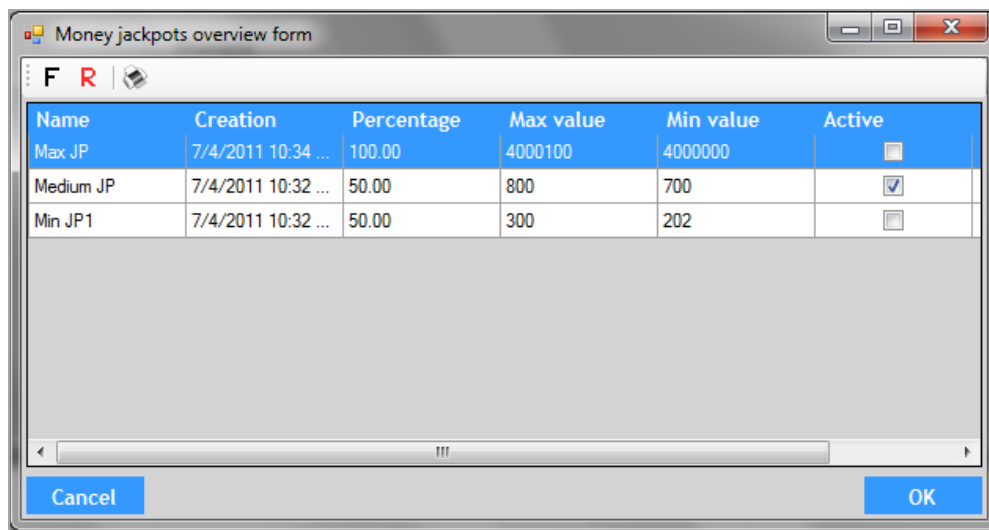 Money jackpots overview form
F R
Name Creation Percentage Max value Min value Active
Max JP 7/4/2011 10:34 ... 100.00 4000100 4000000
Medium JP 7/4/2011 10:32 ... 50.00 800 700
Min JP1 7/4/2011 10:32 ... 50.00 300 202
Cancel OK